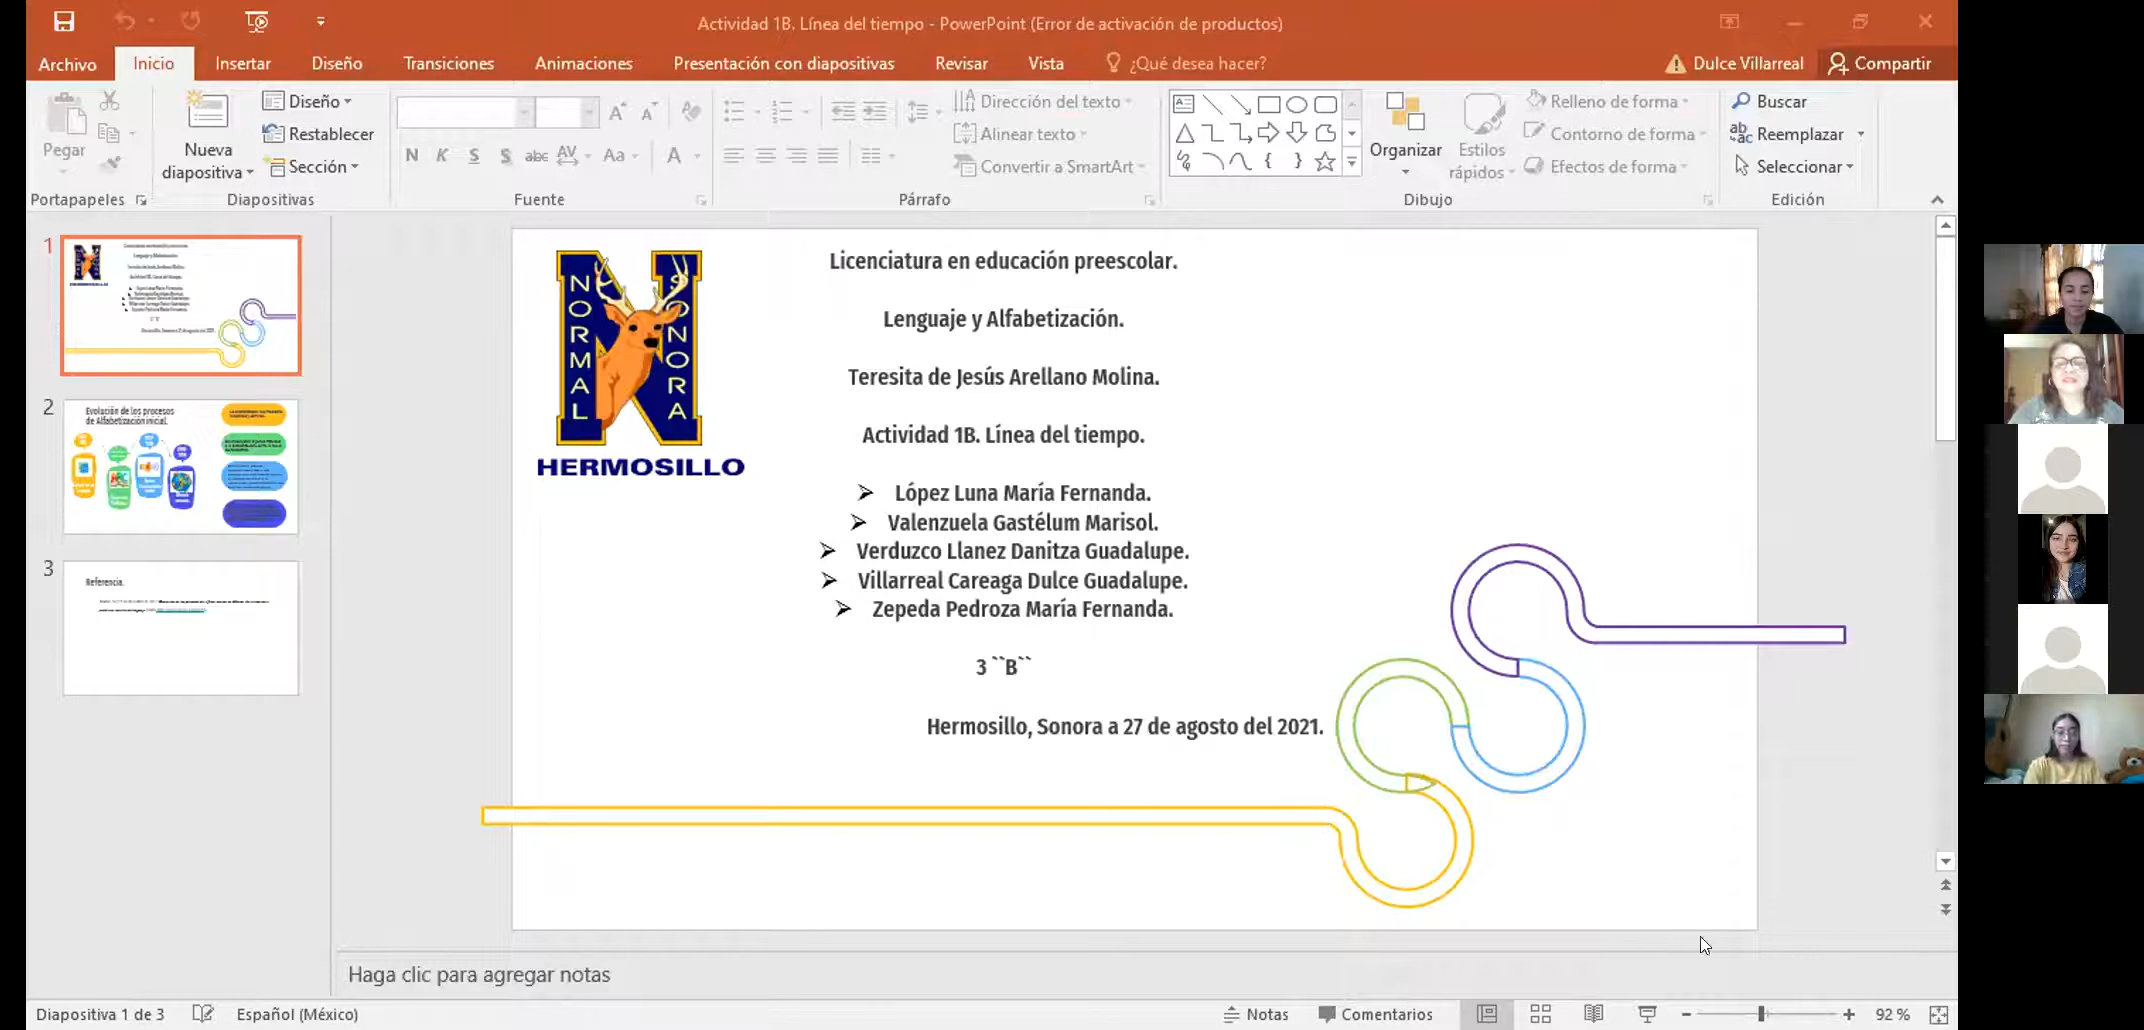 Actividad 1B. Línea del tiempo - PowerPoint (Error de activación de productos)
Archivo Inicio Insertar Diseño Transiciones Animaciones Presentación con diapositivas Revisar Vista ¿Qué desea hacer? Dulce Villarreal Compartir
Pegar
Nueva diapositiva
Diseño
Restablecer
Sección
N K S S abc AV Aa A
Dirección del texto
Alinear texto
Convertir a SmartArt
Organizar
Estilos rápidos
Relleno de forma
Contorno de forma
Efectos de forma
Buscar
Reemplazar
Seleccionar
Portapapeles Diapositivas Fuente Párrafo Dibujo Edición
1
2
Evolución de los procesos
de Alfabetización inicial.
3
Referencia.
NORMAL
SONORA
HERMOSILLO
Licenciatura en educación preescolar.
Lenguaje y Alfabetización.
Teresita de Jesús Arellano Molina.
Actividad 1B. Línea del tiempo.
➢ López Luna María Fernanda.
➢ Valenzuela Gastélum Marisol.
➢ Verduzco Llanez Danitza Guadalupe.
➢ Villarreal Careaga Dulce Guadalupe.
➢ Zepeda Pedroza María Fernanda.
3 ``B``
Hermosillo, Sonora a 27 de agosto del 2021.
Haga clic para agregar notas
Diapositiva 1 de 3 Español (México) Notas Comentarios 92 %